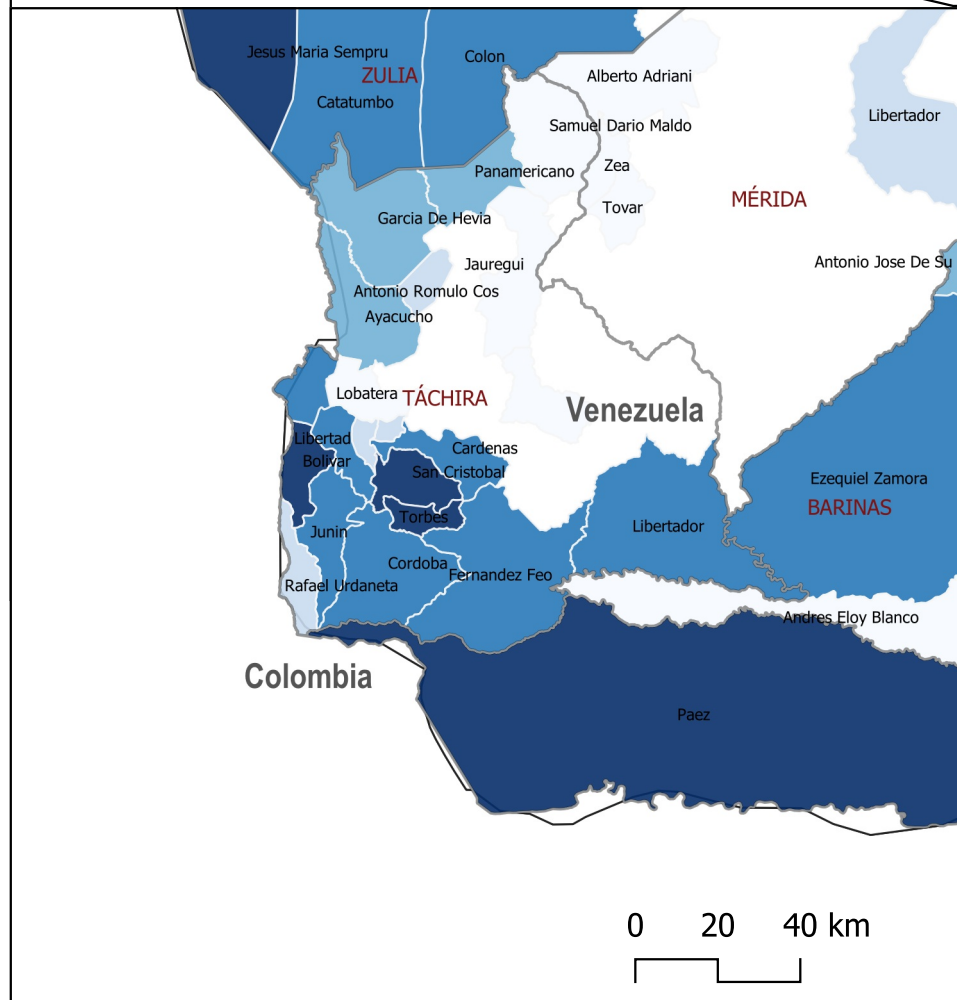 Jesus Maria Sempru
Colon
ZULIA
Alberto Adriani
Catatumbo
Libertador
Samuel Dario Maldo
Zea
Panamericano
MÉRIDA
Tovar
Garcia De Hevia
Jauregui
Antonio Jose De Su
Antonio Romulo Cos
Ayacucho
Lobatera
TÁCHIRA
Venezuela
Libertad
Cardenas
Bolivar
San Cristobal
Ezequiel Zamora
BARINAS
Torbes
Libertador
Junin
Cordoba
Fernandez Feo
Rafael Urdaneta
Andres Eloy Blanco
Colombia
Paez
0 20 40 km